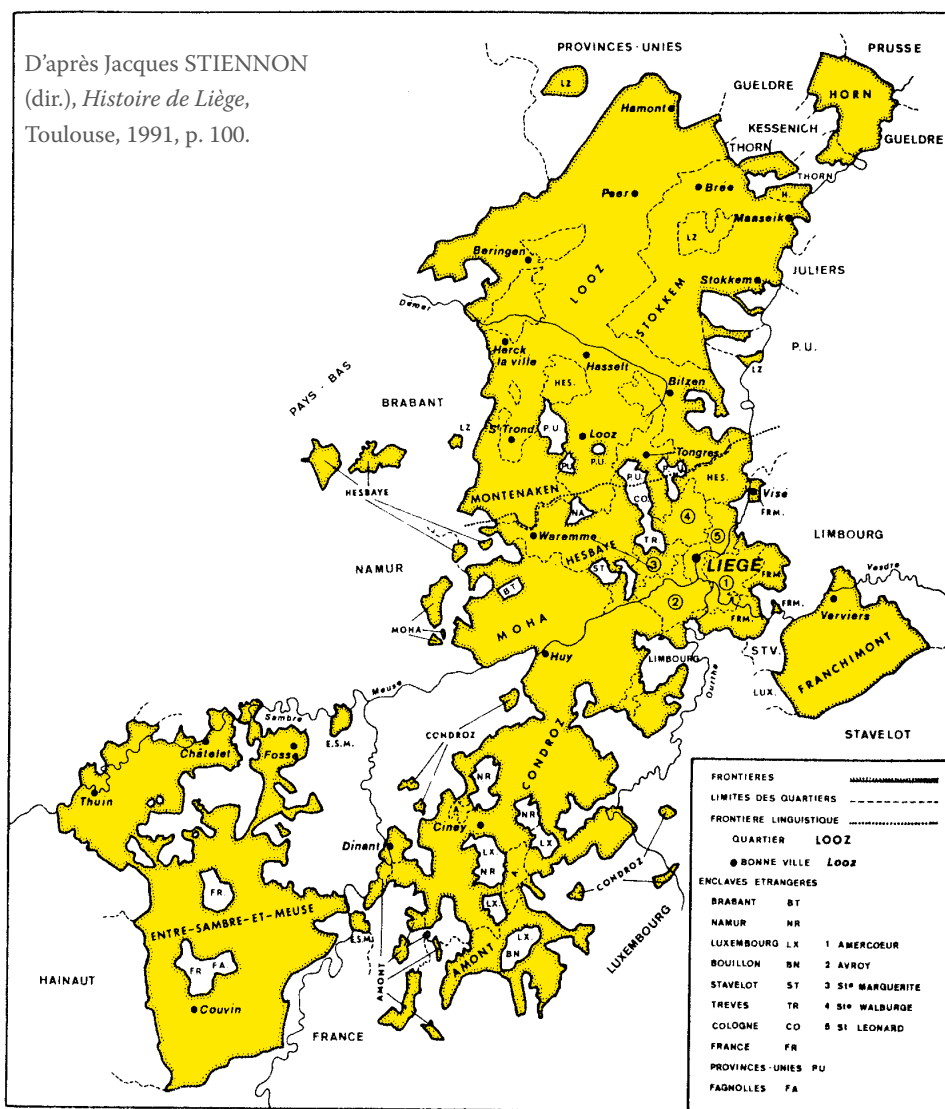 D'après Jacques STIENNON
(dir.), Histoire de Liège,
Toulouse, 1991, p. 100.
PROVINCES-UNIES
PRUSSE
LZ
GUELDRE
HORN
Hamont
KESSENICH
GUELDRE
THORN
THORN
Peer
Brée
H.
Maaseik
LZ
Beringen
LOOZ
STOKKEM
Stokkem
JULIERS
Demer
P.U.
Herck
la ville
Hasselt
LZ
HES.
Bilzen
PAYS-BAS
BRABANT
LZ
St Trond
P.U.
Looz
P.U.
PU
Tongres
P.U.
HES.
HESBAYE
MONTENAKEN
CO
Visé
FRM.
NA
4
Waremme
HESBAYE
TR
5
LIMBOURG
3
LIEGE
NAMUR
ST
1
FRM.
Vesdre
BT
2
FRM.
FRM.
Verviers
MOHA
MOHA
Huy
LIMBOURG
STV.
FRANCHIMONT
Ourthe
LUX.
Meuse
Sambre
STAVELOT
E.S.M.
CONDROZ
CONDROZ
Châtelet
Fosse
Thuin
NR
A
Ciney
NR
Dinant
LX
LX
NR
A
CONDROZ
FR
LX.
ENTRE-SAMBRE-ET-MEUSE
E.S.M.
LX
BN
AMONT
AMONT
LUXEMBOURG
HAINAUT
FR
FA
Couvin
FRANCE
FRONTIERES
LIMITES DES QUARTIERS
FRONTIÈRE LINGUISTIQUE
QUARTIER LOOZ
BONNE VILLE Looz
ENCLAVES ETRANGERES
BRABANT BT
NAMUR NR
LUXEMBOURG LX 1 AMERCOEUR
BOUILLON BN 2 AVROY
STAVELOT ST 3 Ste MARGUERITE
TREVES TR 4 Ste WALBURGE
COLOGNE CO 5 St LEONARD
FRANCE FR
PROVINCES-UNIES PU
FAGNOLLES FA